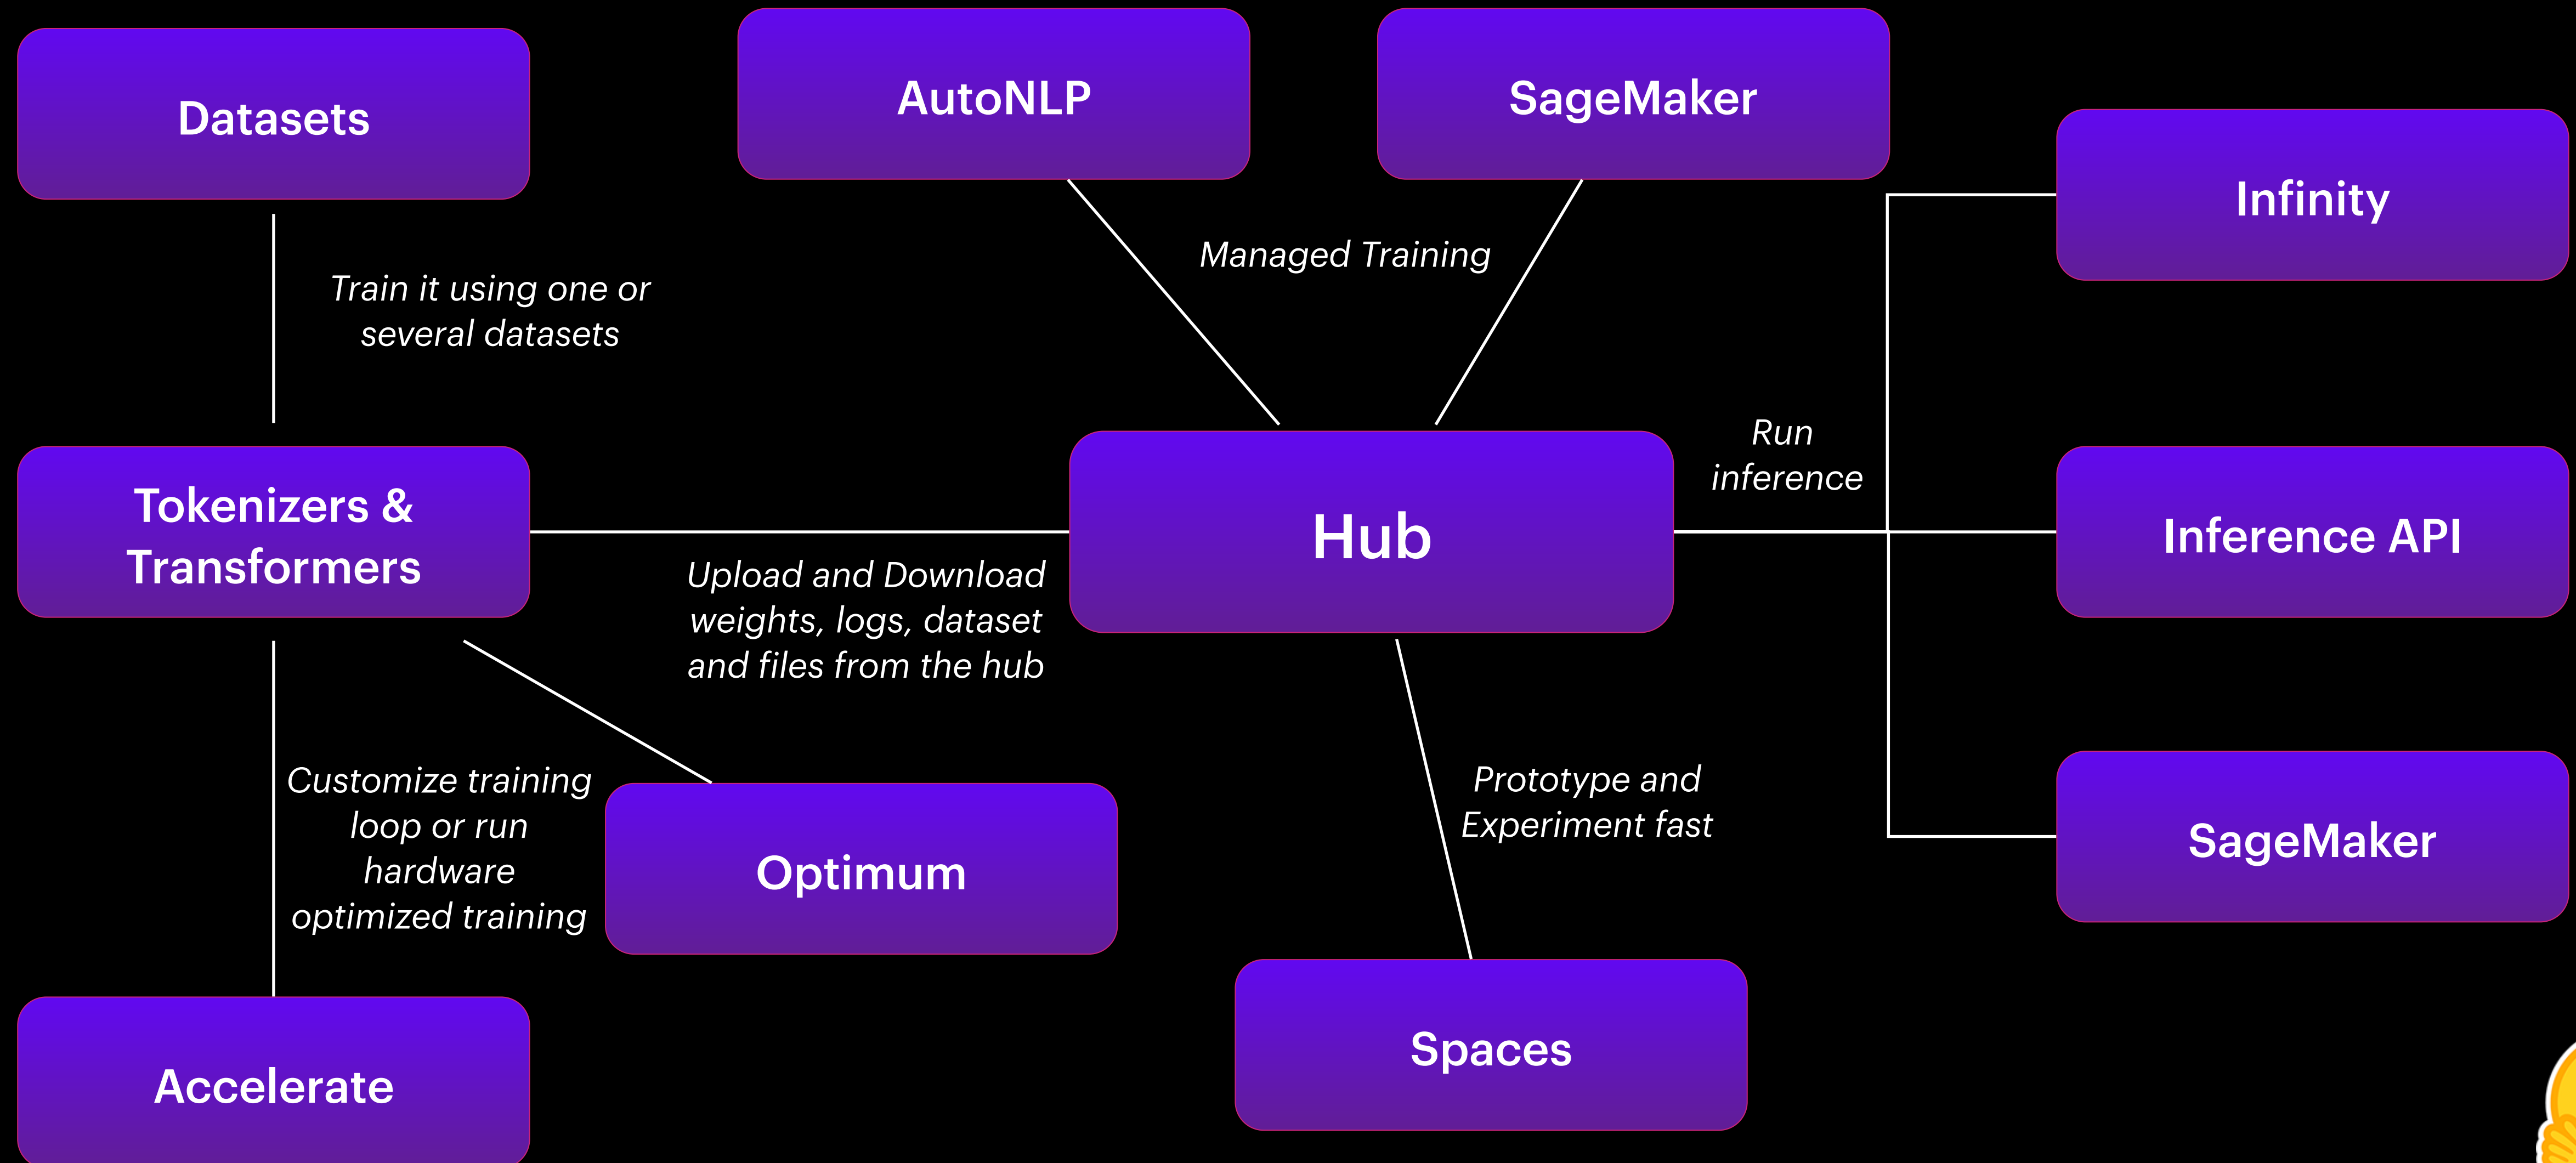 Datasets
AutoNLP
SageMaker
Infinity
Train it using one or
several datasets
Managed Training
Run
inference
Tokenizers &
Transformers
Hub
Inference API
Upload and Download
weights, logs, dataset
and files from the hub
Customize training
loop or run
hardware
optimized training
Optimum
Prototype and
Experiment fast
SageMaker
Accelerate
Spaces